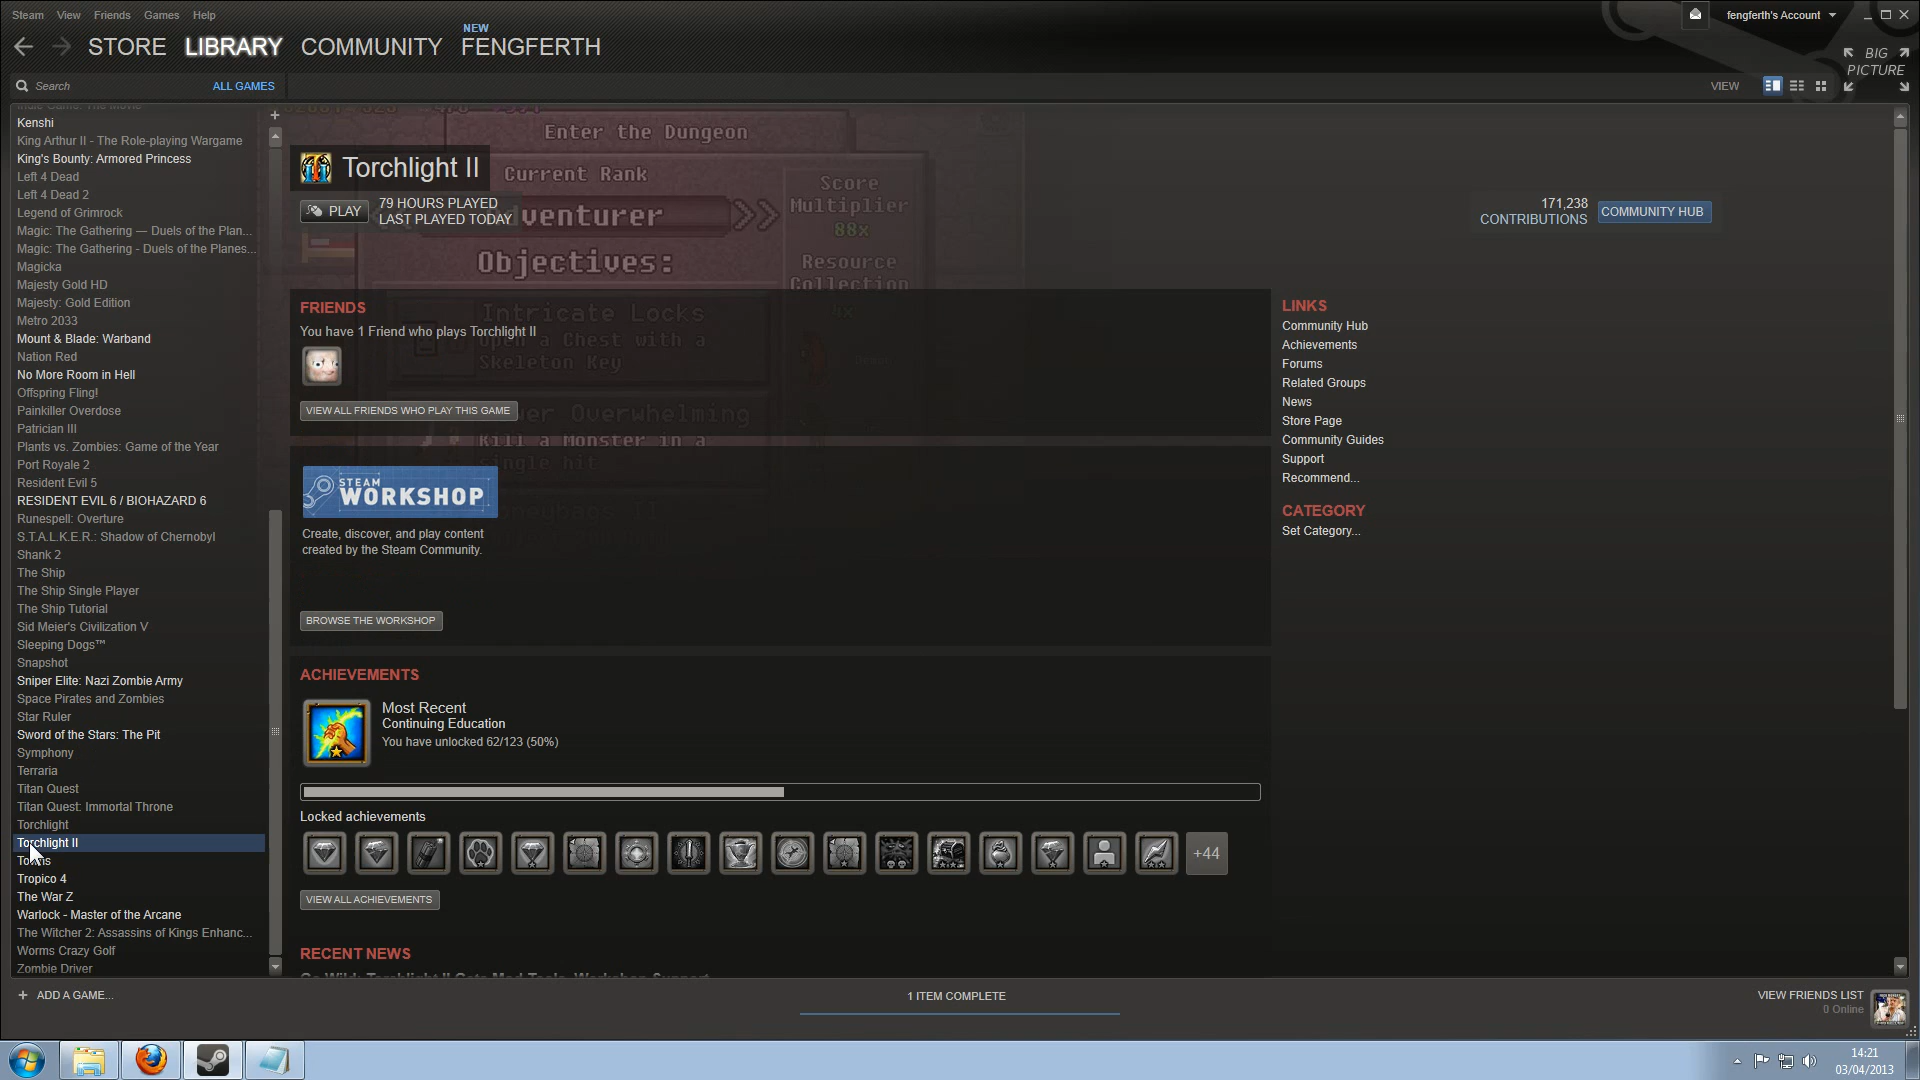 Steam View Friends Games Help
fengferth's Account
NEW
STORE LIBRARY COMMUNITY FENGFERTH
BIG PICTURE
Search ALL GAMES
VIEW
Kenshi
King Arthur II - The Role-playing Wargame
King's Bounty: Armored Princess
Left 4 Dead
Left 4 Dead 2
Legend of Grimrock
Magic: The Gathering — Duels of the Plan...
Magic: The Gathering - Duels of the Planes...
Magicka
Majesty Gold HD
Majesty: Gold Edition
Metro 2033
Mount & Blade: Warband
Nation Red
No More Room in Hell
Offspring Fling!
Painkiller Overdose
Patrician III
Plants vs. Zombies: Game of the Year
Port Royale 2
Resident Evil 5
RESIDENT EVIL 6 / BIOHAZARD 6
Runespell: Overture
S.T.A.L.K.E.R.: Shadow of Chernobyl
Shank 2
The Ship
The Ship Single Player
The Ship Tutorial
Sid Meier's Civilization V
Sleeping Dogs™
Snapshot
Sniper Elite: Nazi Zombie Army
Space Pirates and Zombies
Star Ruler
Sword of the Stars: The Pit
Symphony
Terraria
Titan Quest
Titan Quest: Immortal Throne
Torchlight
Torchlight II
Tropico 4
The War Z
Warlock - Master of the Arcane
The Witcher 2: Assassins of Kings Enhanc...
Worms Crazy Golf
Zombie Driver
+ ADD A GAME...
Enter the Dungeon
Torchlight II
Current Rank
Score
Multiplier
88x
Resource
Collection
PLAY
79 HOURS PLAYED
LAST PLAYED TODAY
Objectives:
171,238
CONTRIBUTIONS
COMMUNITY HUB
FRIENDS
You have 1 Friend who plays Torchlight II
Intricate Locks
Open a Chest with a
Skeleton Key
VIEW ALL FRIENDS WHO PLAY THIS GAME
Overwhelming
Kill a Monster in a
single hit
STEAM
WORKSHOP
Create, discover, and play content
created by the Steam Community.
BROWSE THE WORKSHOP
ACHIEVEMENTS
Most Recent
Continuing Education
You have unlocked 62/123 (50%)
Locked achievements
+44
VIEW ALL ACHIEVEMENTS
RECENT NEWS
LINKS
Community Hub
Achievements
Forums
Related Groups
News
Store Page
Community Guides
Support
Recommend...
CATEGORY
Set Category...
1 ITEM COMPLETE
VIEW FRIENDS LIST
0 Online
14:21
03/04/2013